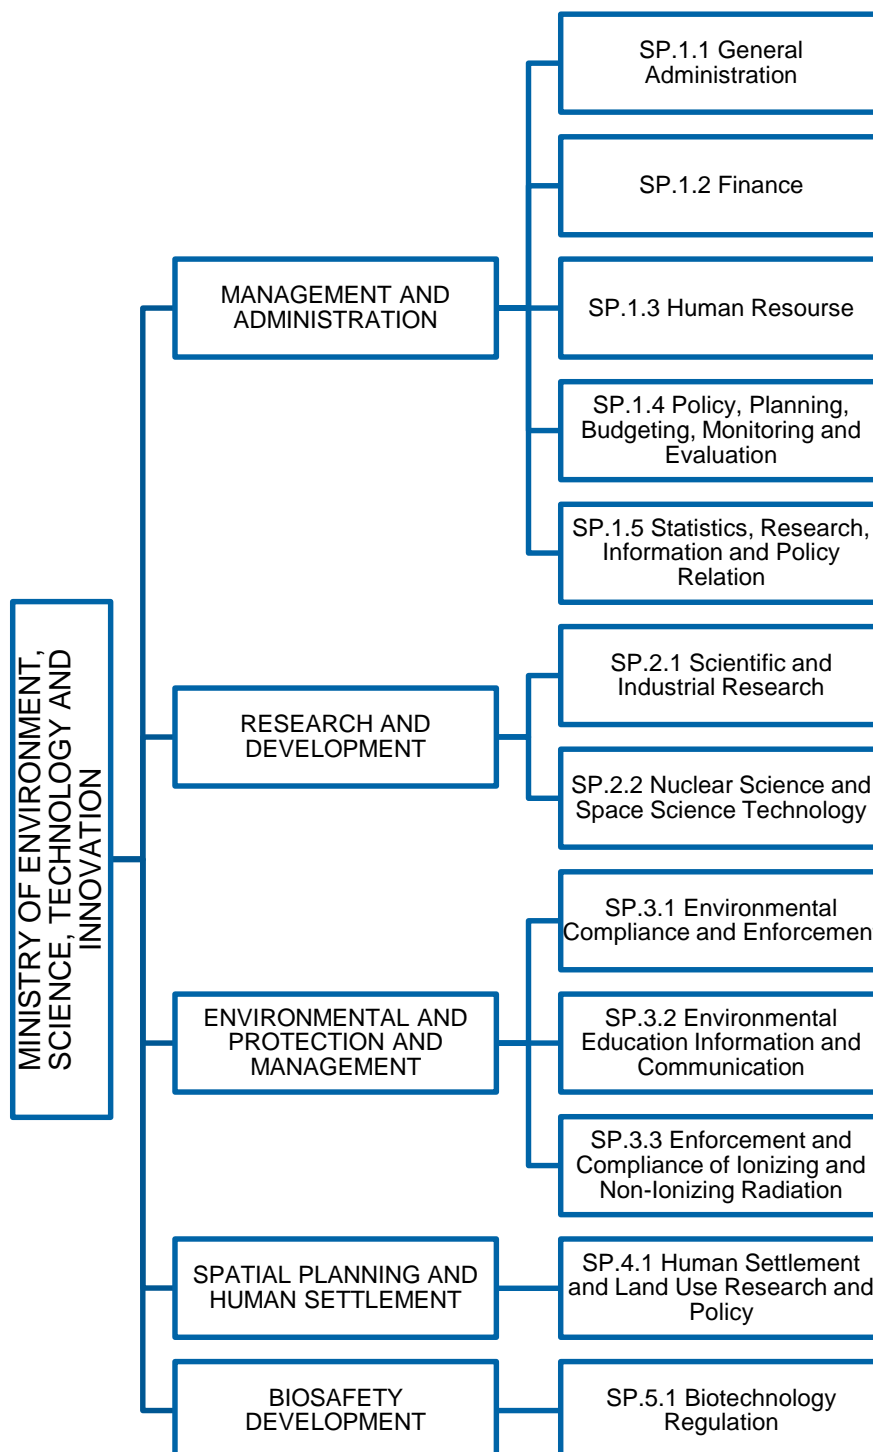 MINISTRY OF ENVIRONMENT,
SCIENCE, TECHNOLOGY AND
INNOVATION
MANAGEMENT AND
ADMINISTRATION
SP.1.1 General
Administration
SP.1.2 Finance
SP.1.3 Human Resourse
SP.1.4 Policy, Planning,
Budgeting, Monitoring and
Evaluation
SP.1.5 Statistics, Research,
Information and Policy
Relation
RESEARCH AND
DEVELOPMENT
SP.2.1 Scientific and
Industrial Research
SP.2.2 Nuclear Science and
Space Science Technology
ENVIRONMENTAL AND
PROTECTION AND
MANAGEMENT
SP.3.1 Environmental
Compliance and Enforcement
SP.3.2 Environmental
Education Information and
Communication
SP.3.3 Enforcement and
Compliance of Ionizing and
Non-Ionizing Radiation
SPATIAL PLANNING AND
HUMAN SETTLEMENT
SP.4.1 Human Settlement
and Land Use Research and
Policy
BIOSAFETY
DEVELOPMENT
SP.5.1 Biotechnology
Regulation